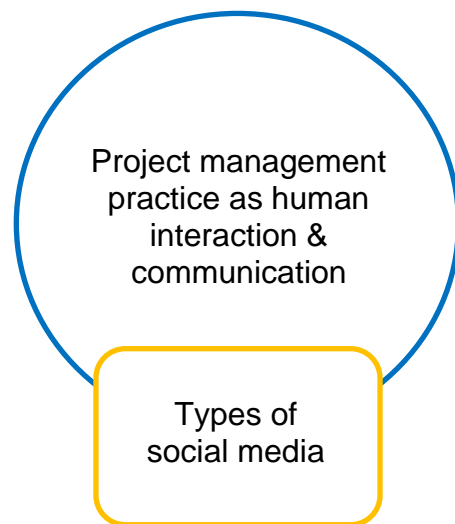 Project management
practice as human
interaction &
communication
Types of
social media